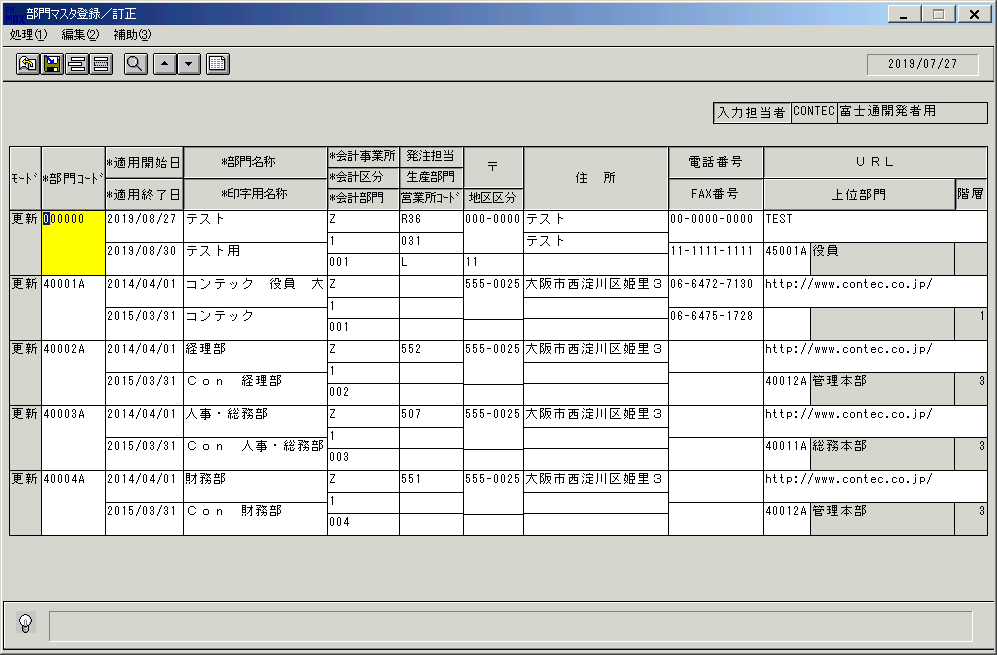 部門マスタ登録／訂正
処理(1) 編集(2) 補助(3)
2019/07/27
入力担当者 CONTEC 富士通開発者用
ﾓｰﾄﾞ *部門ｺｰﾄﾞ *適用開始日 *部門名称 *会計事業所 発注担当 〒 住　所 電話番号 ＵＲＬ
*会計区分 生産部門
*適用終了日 *印字用名称 *会計部門 営業所ｺｰﾄﾞ 地区区分 FAX番号 上位部門 階層
更新 000000 2019/08/27 テスト Z R36 000-0000 テスト 00-0000-0000 TEST
1 031 テスト
2019/08/30 テスト用 001 L 11 11-1111-1111 45001A 役員
更新 40001A 2014/04/01 コンテック　役員　大 Z 555-0025 大阪市西淀川区姫里３ 06-6472-7130 http://www.contec.co.jp/
1
2015/03/31 コンテック 001 06-6475-1728 1
更新 40002A 2014/04/01 経理部 Z 552 555-0025 大阪市西淀川区姫里３ http://www.contec.co.jp/
1
2015/03/31 Ｃｏｎ　経理部 002 40012A 管理本部 3
更新 40003A 2014/04/01 人事・総務部 Z 507 555-0025 大阪市西淀川区姫里３ http://www.contec.co.jp/
1
2015/03/31 Ｃｏｎ　人事・総務部 003 40011A 総務本部 3
更新 40004A 2014/04/01 財務部 Z 551 555-0025 大阪市西淀川区姫里３ http://www.contec.co.jp/
1
2015/03/31 Ｃｏｎ　財務部 004 40012A 管理本部 3